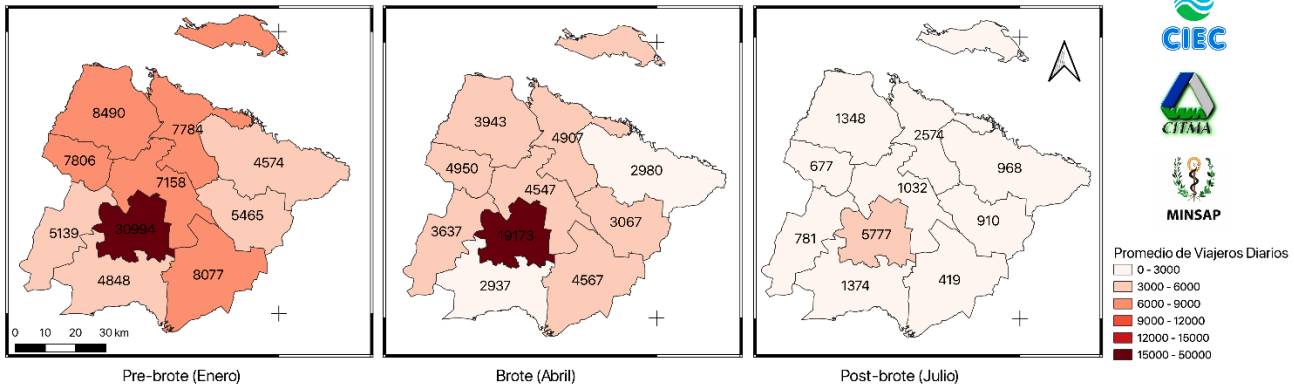 8490
7784
7806
4574
7158
5465
30994
5139
8077
4848
0 10 20 30 km
Pre-brote (Enero)
3943
4907
4950
2980
4547
3067
19173
3637
4567
2937
Brote (Abril)
1348
2574
677
968
1032
910
5777
781
419
1374
Post-brote (Julio)
CIEC
CITMA
MINSAP
Promedio de Viajeros Diarios
0 - 3000
3000 - 6000
6000 - 9000
9000 - 12000
12000 - 15000
15000 - 50000